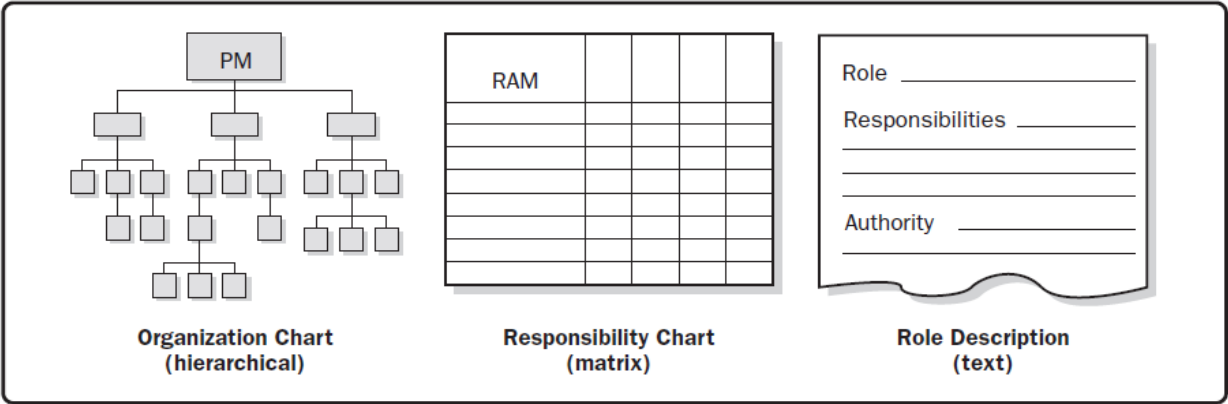 PM
RAM
Role
Responsibilities
Authority
Organization Chart
(hierarchical)
Responsibility Chart
(matrix)
Role Description
(text)